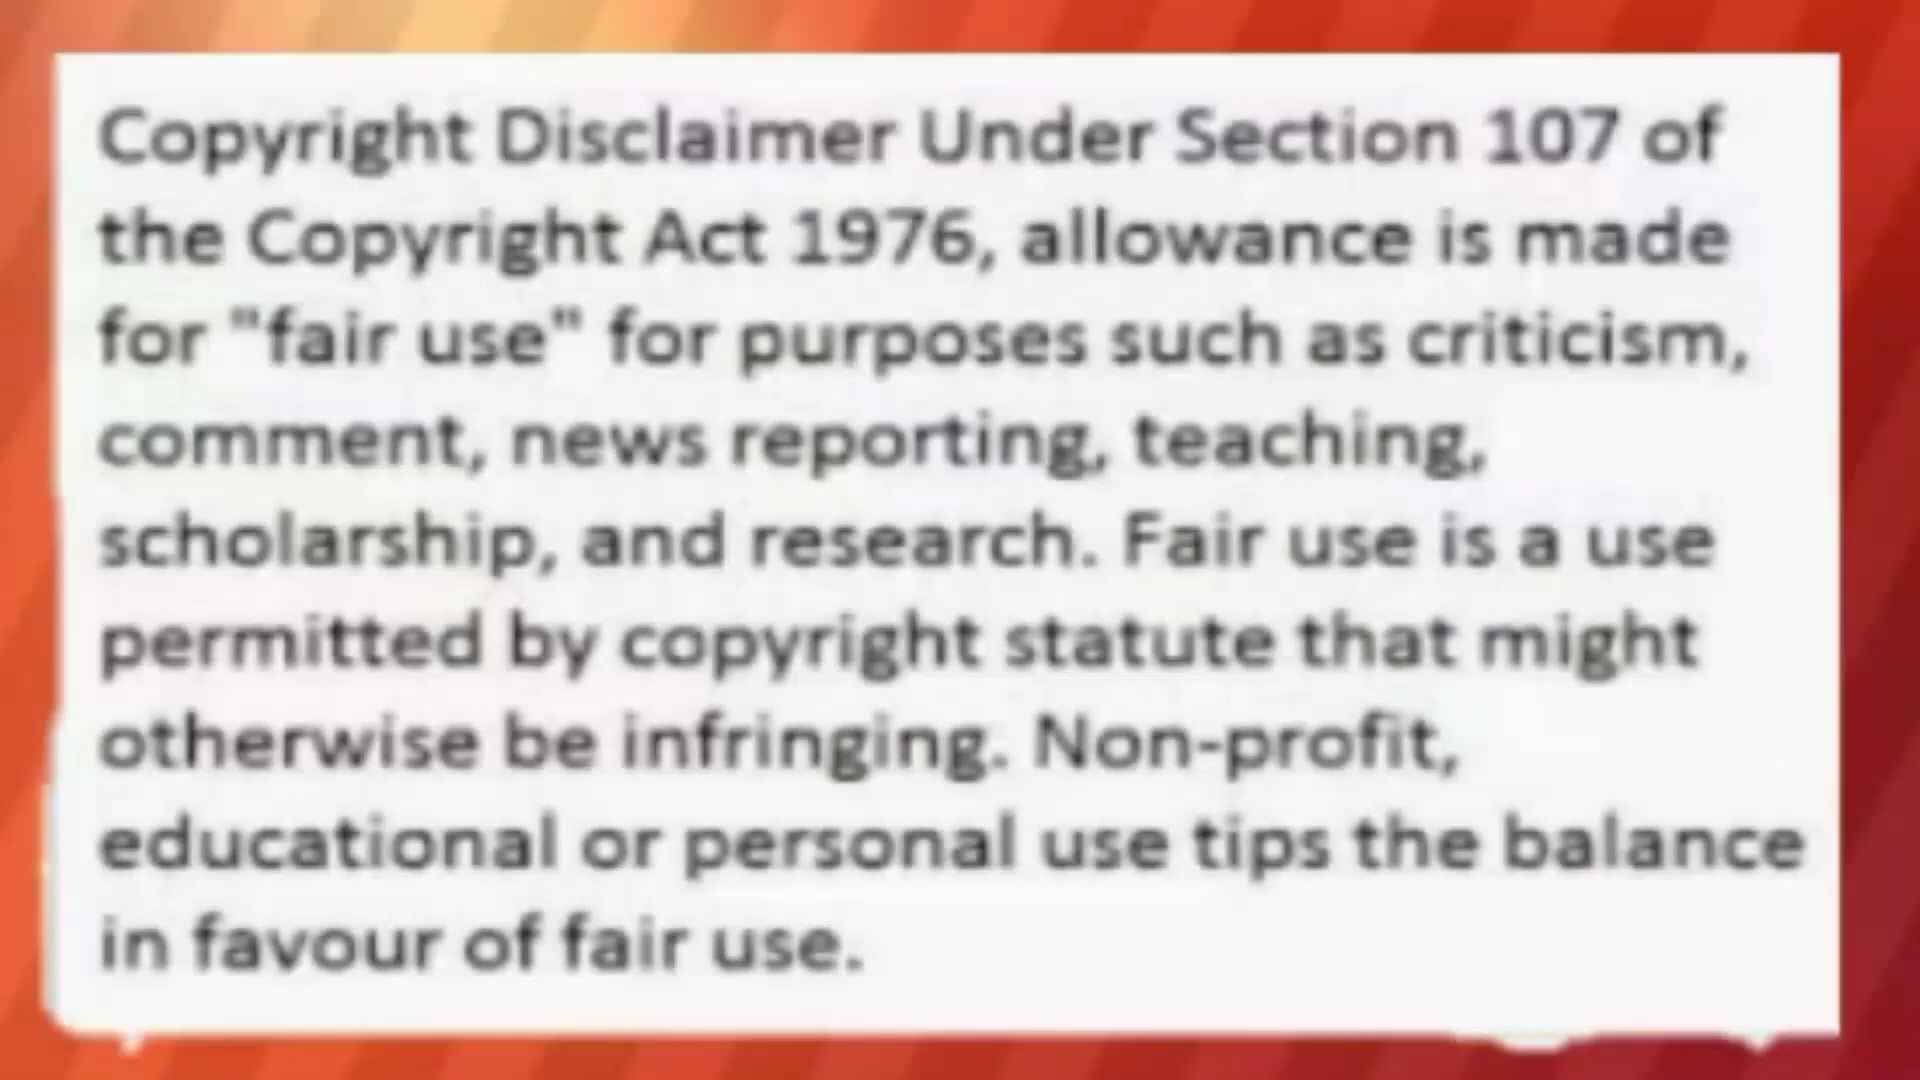 Copyright Disclaimer Under Section 107 of
the Copyright Act 1976, allowance is made
for "fair use" for purposes such as criticism,
comment, news reporting, teaching,
scholarship, and research. Fair use is a use
permitted by copyright statute that might
otherwise be infringing. Non-profit,
educational or personal use tips the balance
in favour of fair use.